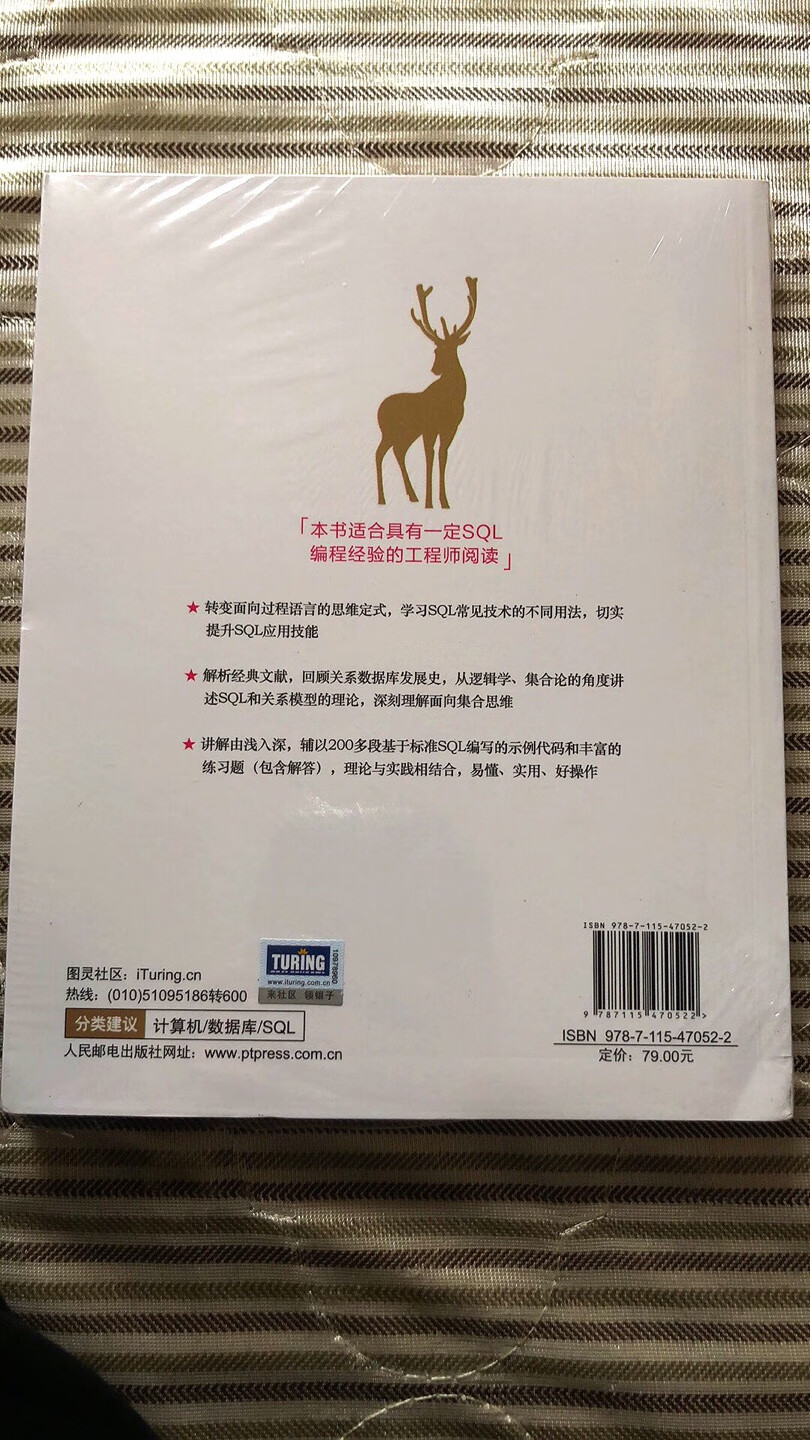 「本书适合具有一定SQL
编程经验的工程师阅读」
★ 转变面向过程语言的思维定式，学习SQL常见技术的不同用法，切实
提升SQL应用技能
★ 解析经典文献，回顾关系数据库发展史，从逻辑学、集合论的角度讲
述SQL和关系模型的理论，深刻理解面向集合思维
★ 讲解由浅入深，辅以200多段基于标准SQL编写的示例代码和丰富的
练习题（包含解答），理论与实践相结合，易懂、实用、好操作
图灵社区：iTuring.cn
热线：(010)51095186转600
分类建议 计算机/数据库/SQL
人民邮电出版社网址：www.ptpress.com.cn
TURING
www.ituring.com.cn
来社区 领银子
ISBN 978-7-115-47052-2
9 787115 470522 >
ISBN 978-7-115-47052-2
定价：79.00元